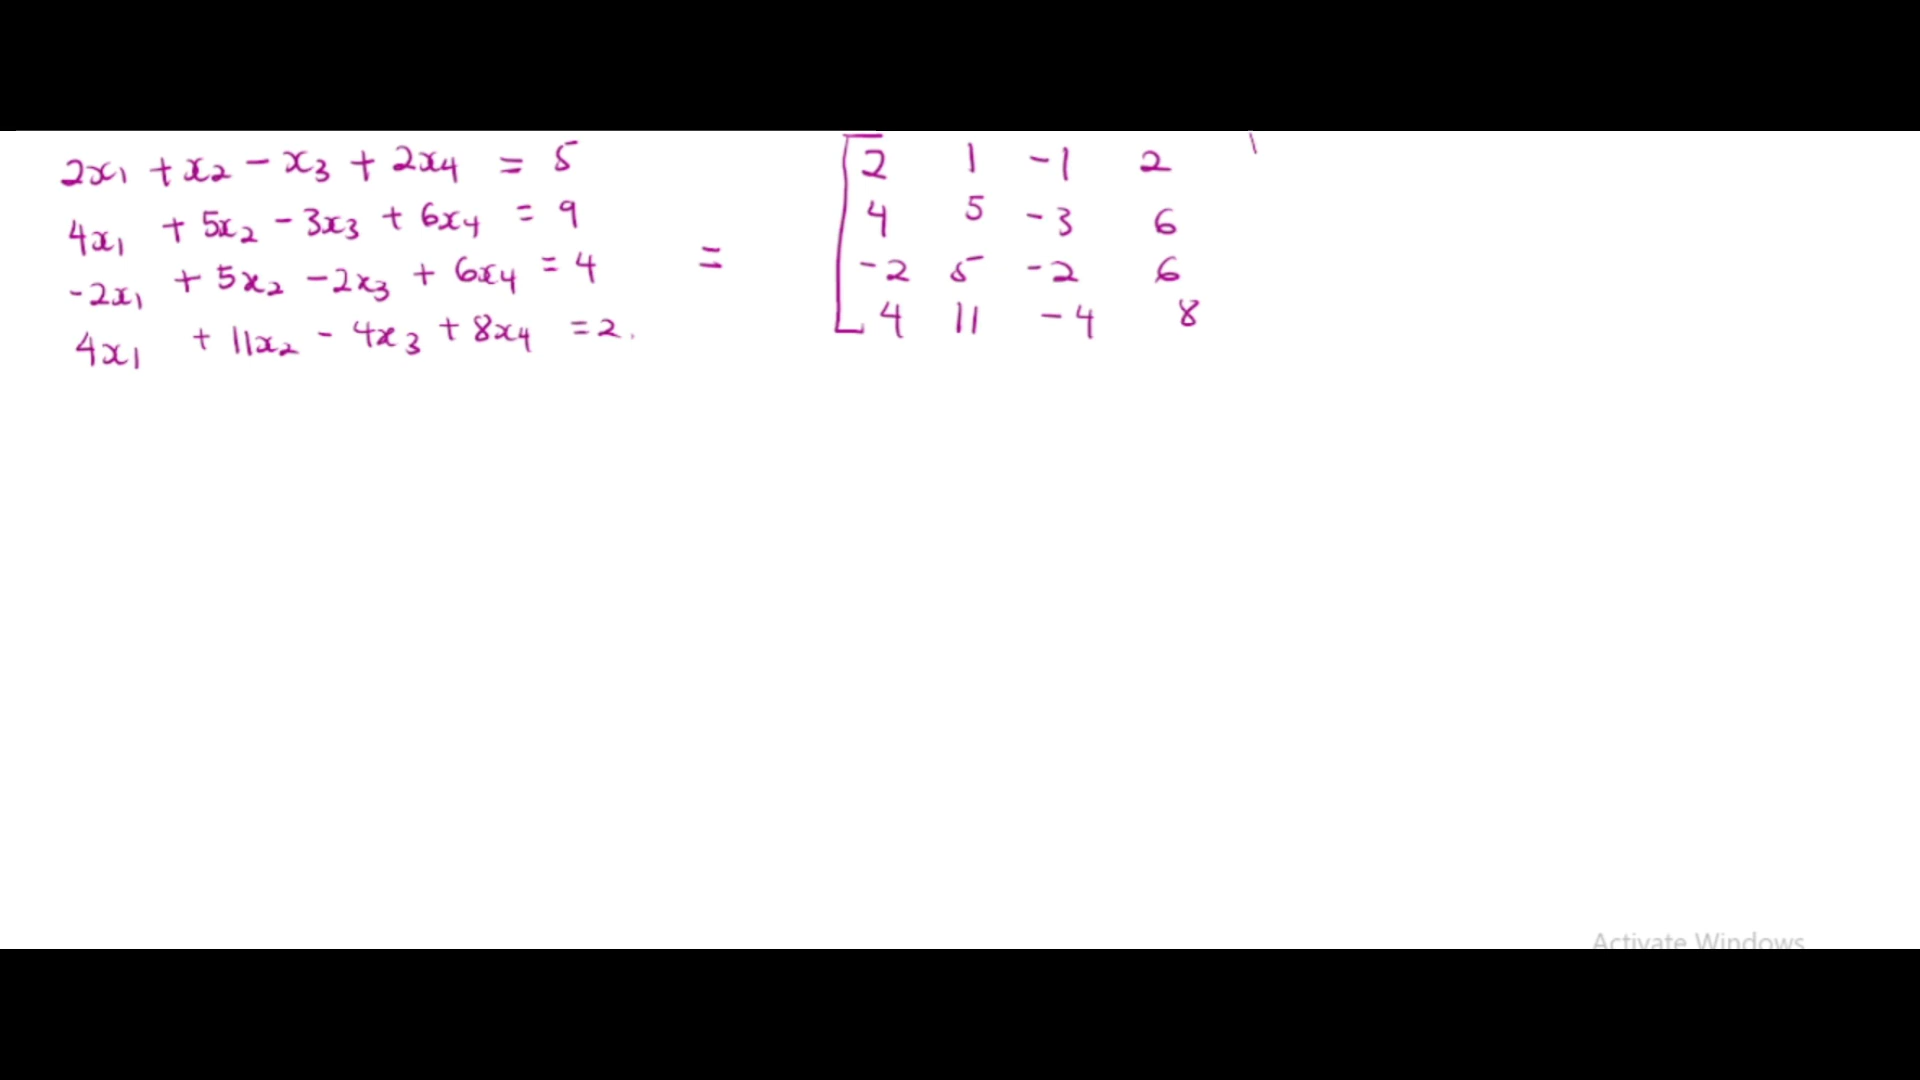 2x₁ + x₂ - x₃ + 2x₄ = 5
4x₁ + 5x₂ - 3x₃ + 6x₄ = 9
-2x₁ + 5x₂ - 2x₃ + 6x₄ = 4
4x₁ + 11x₂ - 4x₃ + 8x₄ = 2.
=
2 1 -1 2
4 5 -3 6
-2 5 -2 6
4 11 -4 8
Activate Windows